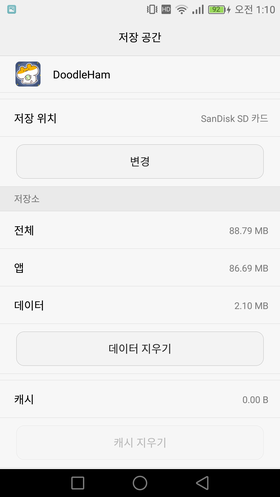 HD 92 오전 1:10
저장 공간
DoodleHam
저장 위치 SanDisk SD 카드
변경
저장소
전체 88.79 MB
앱 86.69 MB
데이터 2.10 MB
데이터 지우기
캐시 0.00 B
캐시 지우기